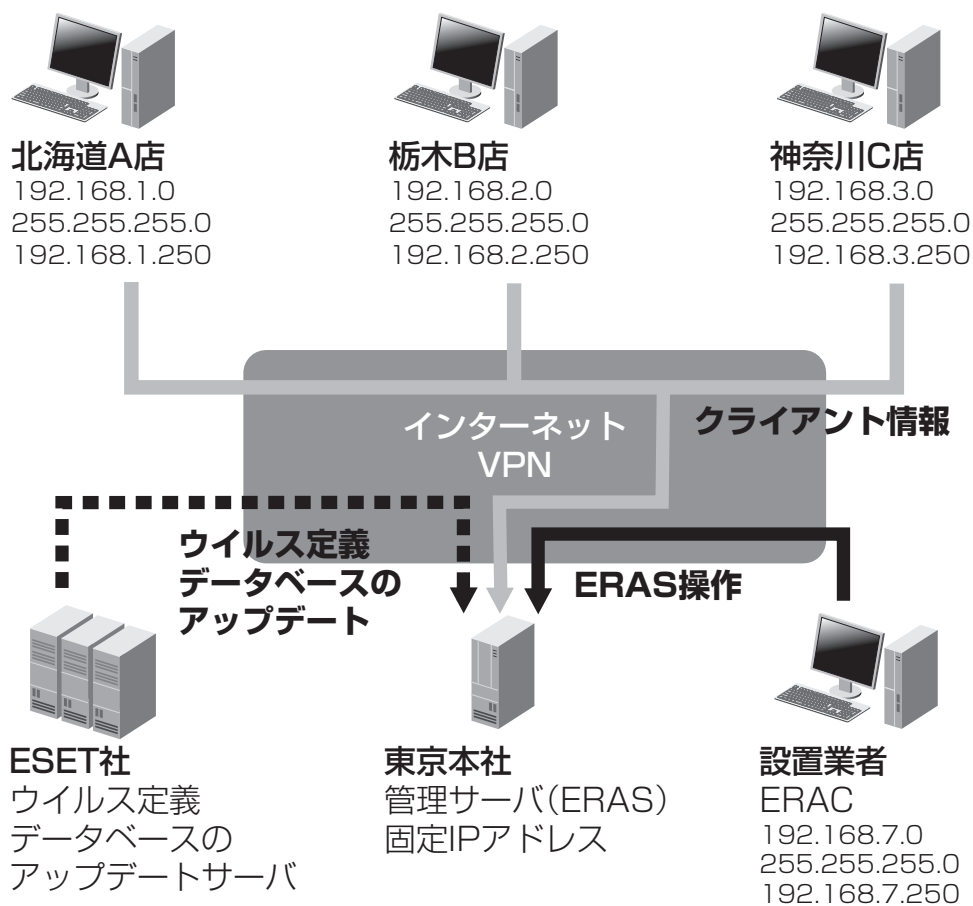 北海道A店
192.168.1.0
255.255.255.0
192.168.1.250
栃木B店
192.168.2.0
255.255.255.0
192.168.2.250
神奈川C店
192.168.3.0
255.255.255.0
192.168.3.250
インターネット
VPN
クライアント情報
ウイルス定義
データベースの
アップデート
ERAS操作
ESET社
ウイルス定義
データベースの
アップデートサーバ
東京本社
管理サーバ(ERAS)
固定IPアドレス
設置業者
ERAC
192.168.7.0
255.255.255.0
192.168.7.250